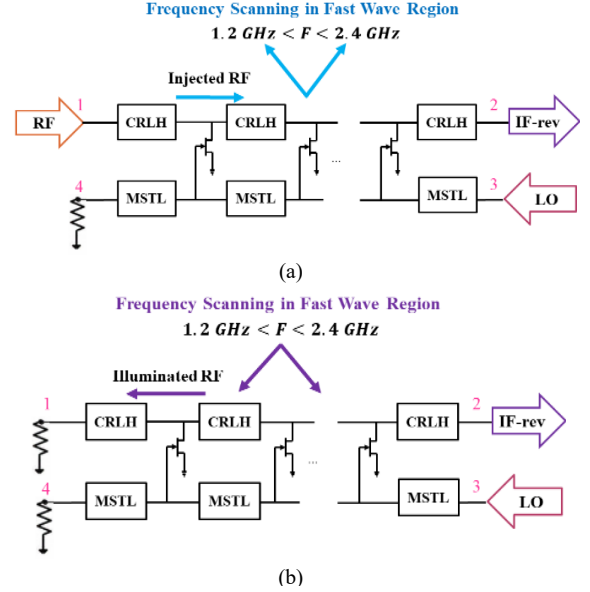 Frequency Scanning in Fast Wave Region
1.2 GHz < F < 2.4 GHz
Injected RF
1
2
RF
CRLH
CRLH
CRLH
IF-rev
...
4
3
MSTL
MSTL
MSTL
LO
(a)
Frequency Scanning in Fast Wave Region
1.2 GHz < F < 2.4 GHz
Illuminated RF
1
2
CRLH
CRLH
CRLH
IF-rev
...
4
3
MSTL
MSTL
MSTL
LO
(b)